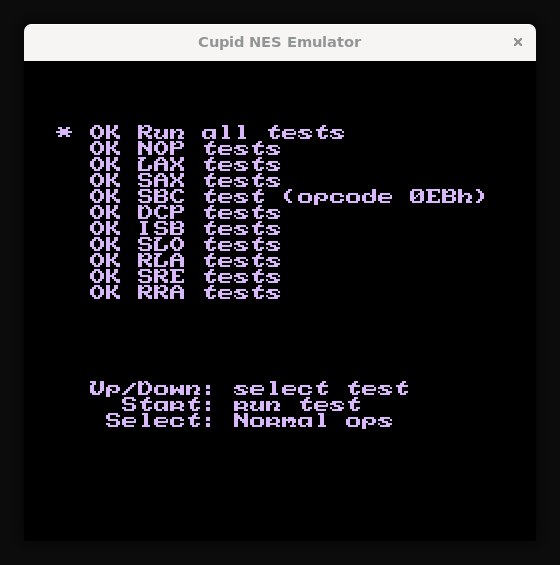 Cupid NES Emulator ×
* OK Run all tests
OK NOP tests
OK LAX tests
OK SAX tests
OK SBC test (opcode 0EBh)
OK DCP tests
OK ISB tests
OK SLO tests
OK RLA tests
OK SRE tests
OK RRA tests
Up/Down: select test
Start: run test
Select: Normal ops